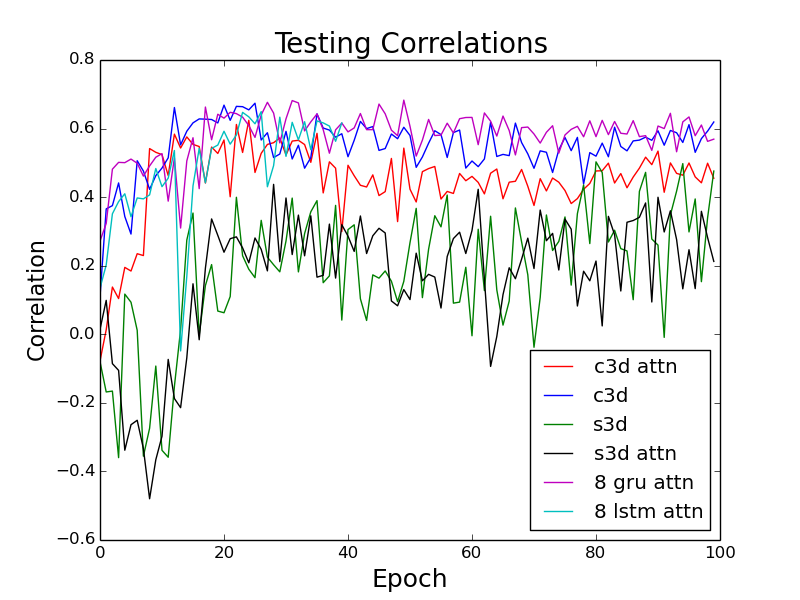 Testing Correlations
0.8
0.6
0.4
0.2
0.0
−0.2
−0.4
−0.6
Correlation
0 20 40 60 80 100
Epoch
c3d attn
c3d
s3d
s3d attn
8 gru attn
8 lstm attn